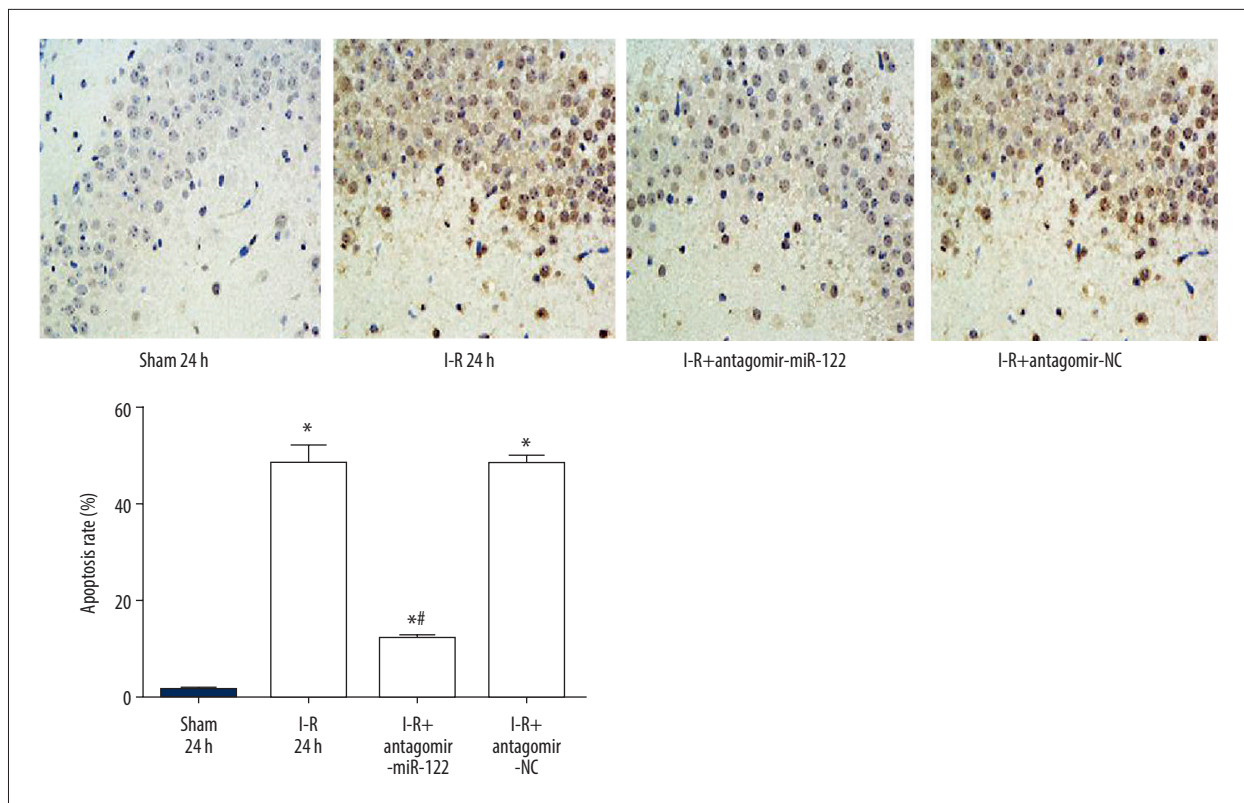 Sham 24 h
I-R 24 h
I-R+antagomir-miR-122
I-R+antagomir-NC
60
40
20
0
Apoptosis rate (%)
*
*#
*
Sham
24 h
I-R
24 h
I-R+
antagomir
-miR-122
I-R+
antagomir
-NC